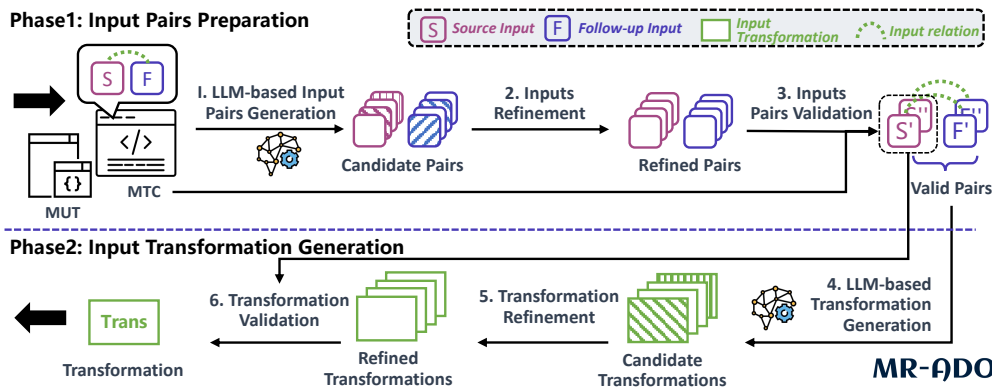 Phase1: Input Pairs Preparation
S Source Input F Follow-up Input Input Transformation Input relation
S F
</>
{}
MUT
MTC
I. LLM-based Input
Pairs Generation
Candidate Pairs
2. Inputs
Refinement
Refined Pairs
3. Inputs
Pairs Validation
S' F'
Valid Pairs
Phase2: Input Transformation Generation
4. LLM-based
Transformation
Generation
Candidate
Transformations
5. Transformation
Refinement
Refined
Transformations
6. Transformation
Validation
Trans
Transformation
MR-ADO